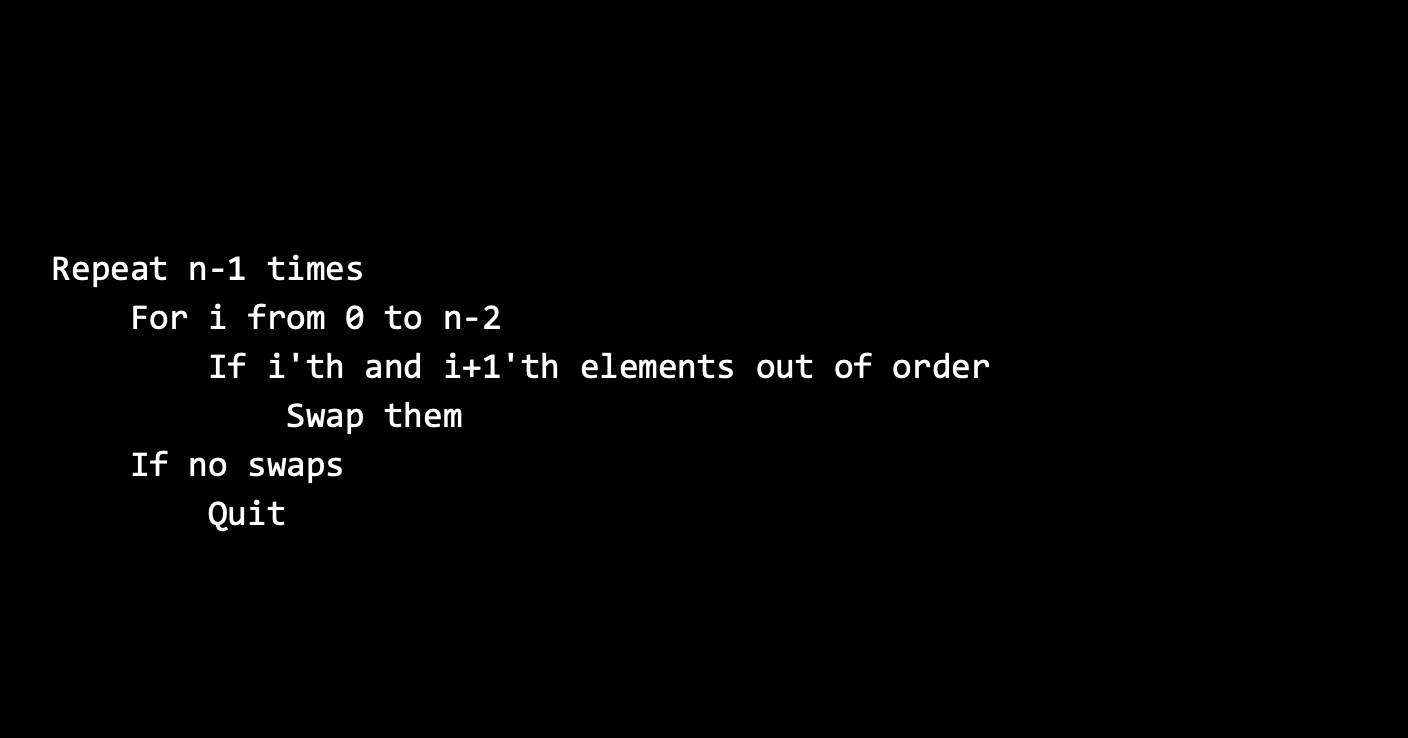 Repeat n-1 times
    For i from 0 to n-2
        If i'th and i+1'th elements out of order
            Swap them
    If no swaps
        Quit